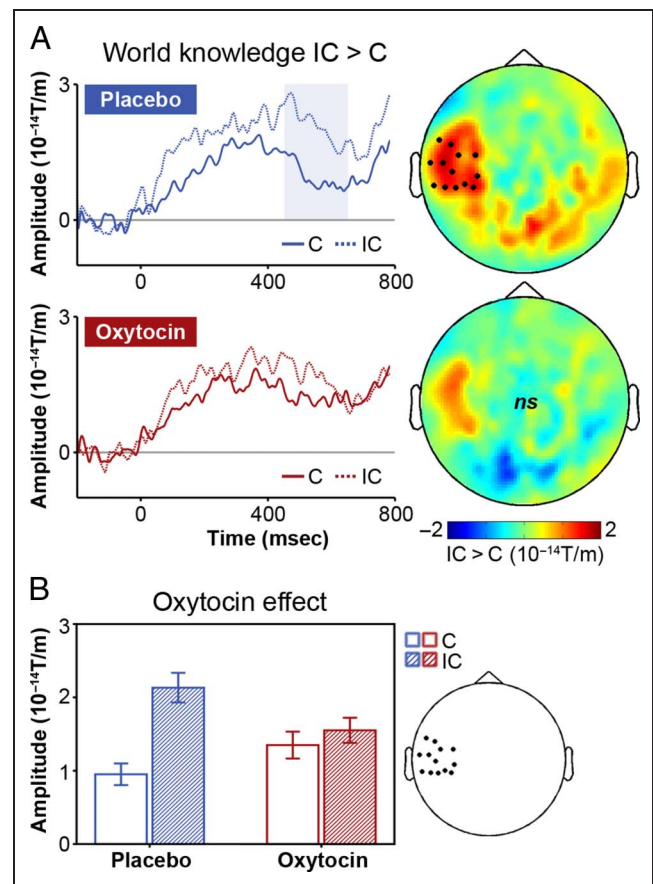 A
World knowledge IC > C
Placebo
Amplitude (10⁻¹⁴T/m)
3
0
C IC
0 400 800
Oxytocin
Amplitude (10⁻¹⁴T/m)
3
0
C IC
0 400 800
Time (msec)
ns
−2 2
IC > C (10⁻¹⁴T/m)
B
Oxytocin effect
Amplitude (10⁻¹⁴T/m)
3
2
1
0
Placebo Oxytocin
C
IC